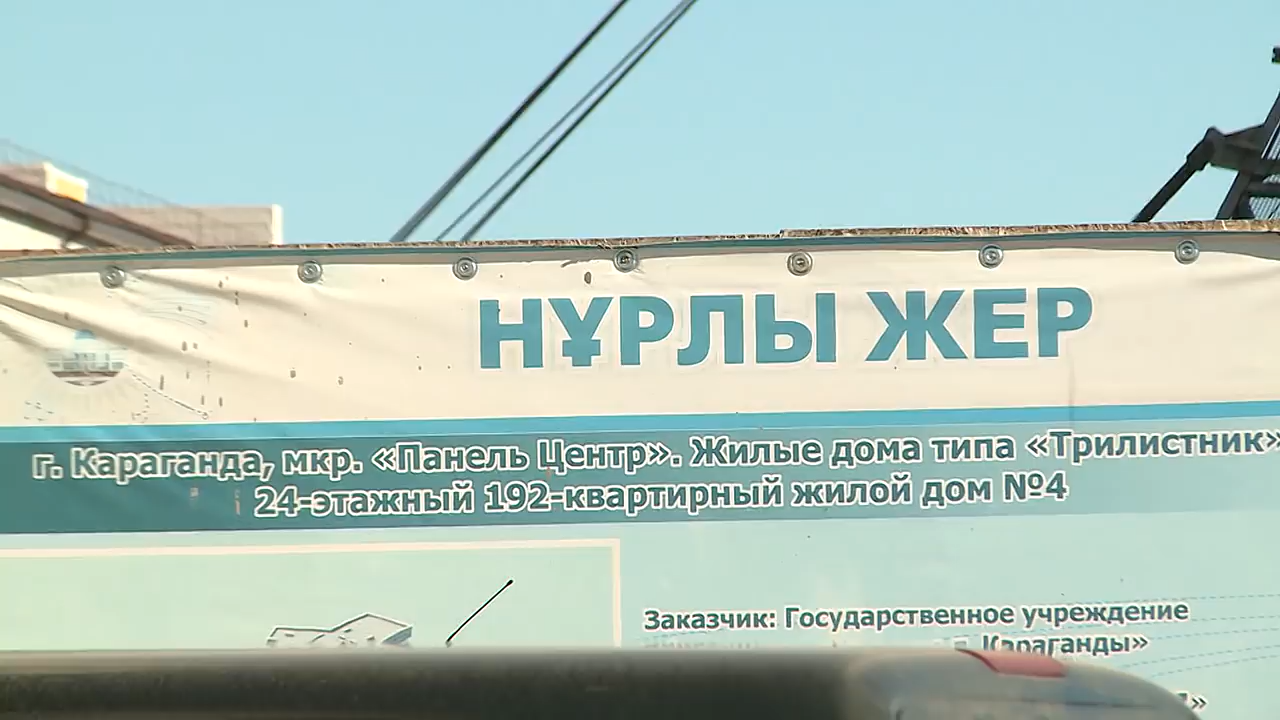 НҰРЛЫ ЖЕР
г. Караганда, мкр. «Панель Центр». Жилые дома типа «Трилистник»
24-этажный 192-квартирный жилой дом №4
Заказчик: Государственное учреждение
Караганды»